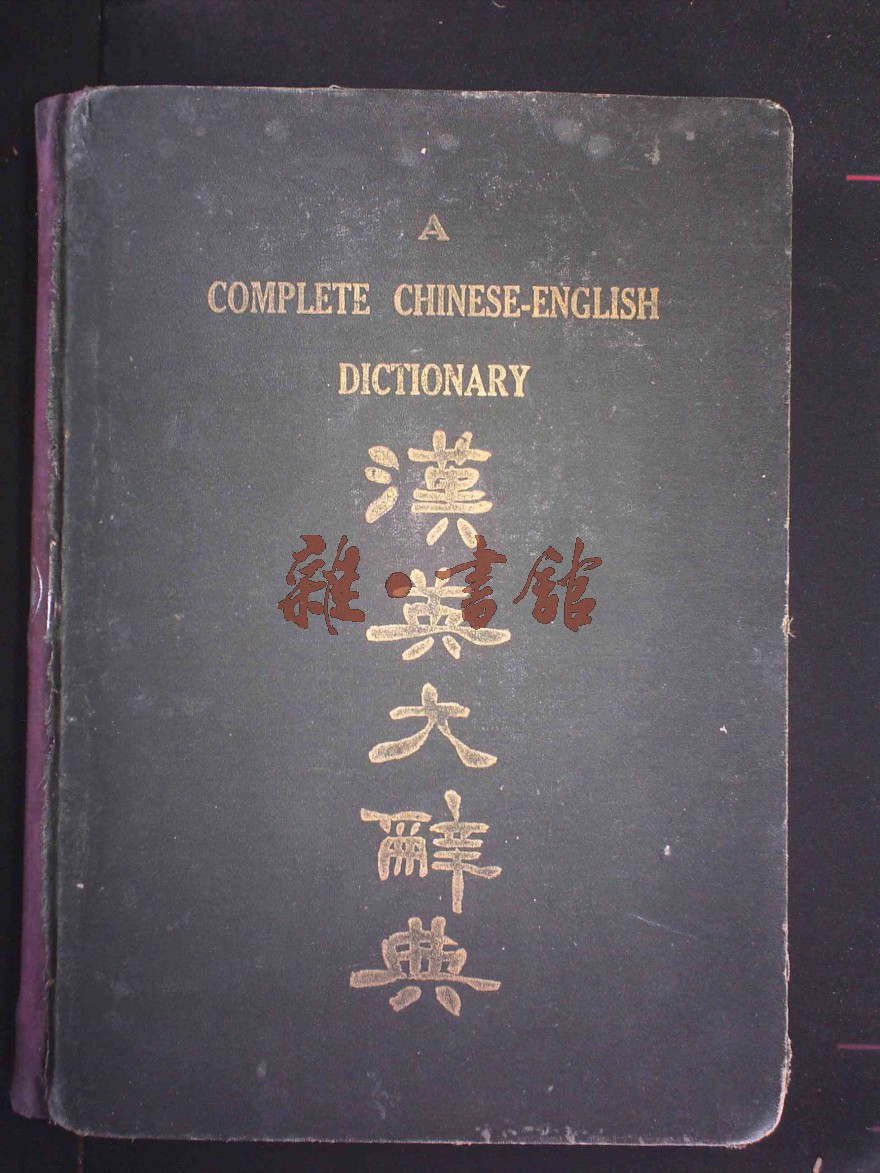 A
COMPLETE CHINESE-ENGLISH
DICTIONARY
漢英大辭典
雜·書館